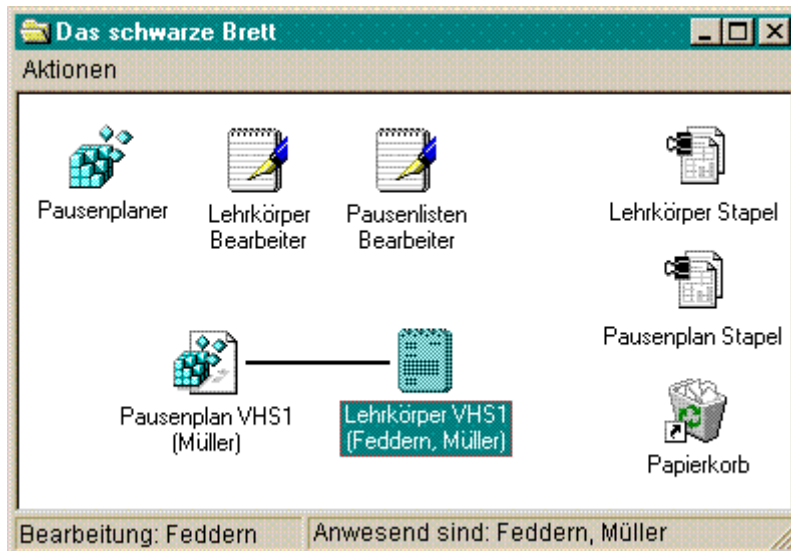 Das schwarze Brett
Aktionen
Pausenplaner
Lehrkörper
Bearbeiter
Pausenlisten
Bearbeiter
Lehrkörper Stapel
Pausenplan Stapel
Pausenplan VHS1
(Müller)
Lehrkörper VHS1
(Feddern, Müller)
Papierkorb
Bearbeitung: Feddern
Anwesend sind: Feddern, Müller